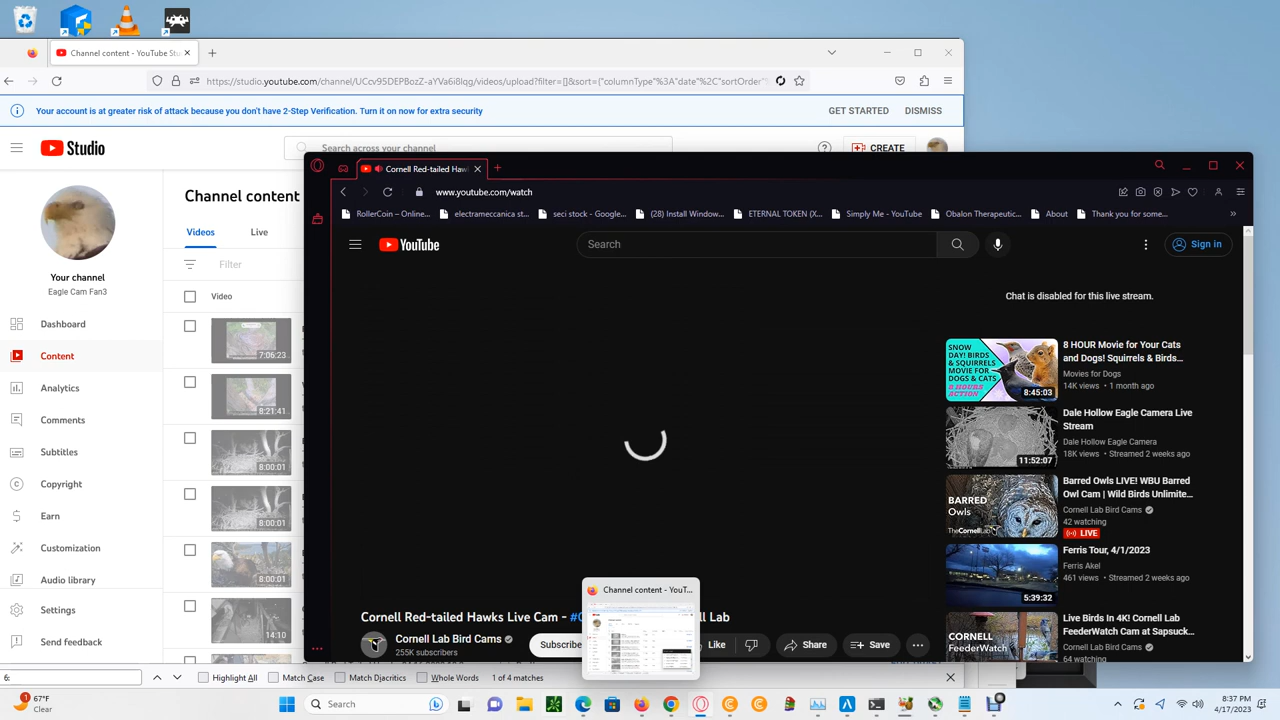 Channel content - YouTube Stu
https://studio.youtube.com/channel/UCcv95DEPBozZ-aYVa6i8lqg/videos/upload?filter=[]&sort={"columnType"%3A"date"%2C"sortOrder"
Your account is at greater risk of attack because you don't have 2-Step Verification. Turn it on now for extra security
GET STARTED
DISMISS
Studio
Search across your channel
CREATE
Your channel
Eagle Cam Fan3
Dashboard
Content
Analytics
Comments
Subtitles
Copyright
Earn
Customization
Audio library
Settings
Send feedback
Channel content
Videos
Live
Filter
Video
7:06:23
8:21:41
8:00:01
8:00:01
8:00:01
14:10
Cornell Red-tailed Hawk
www.youtube.com/watch
RollerCoin - Online...
electrameccanica st...
seci stock - Google...
(28) Install Window...
ETERNAL TOKEN (X...
Simply Me - YouTube
Obalon Therapeutic...
About
Thank you for some...
YouTube
Search
Sign in
Chat is disabled for this live stream.
SNOW DAY! BIRDS & SQUIRRELS MOVIE FOR DOGS & CATS
8:45:03
8 HOUR Movie for Your Cats
and Dogs! Squirrels & Birds...
Movies for Dogs
14K views • 1 month ago
11:52:07
Dale Hollow Eagle Camera Live
Stream
Dale Hollow Eagle Camera
18K views • Streamed 2 weeks ago
BARRED
Owls
TheCornellLab
Barred Owls LIVE! WBU Barred
Owl Cam | Wild Birds Unlimite...
Cornell Lab Bird Cams
42 watching
LIVE
5:39:32
Ferris Tour, 4/1/2023
Ferris Akel
461 views • Streamed 2 weeks ago
CORNELL
FeederWatch
Live Birds In 4K! Cornell Lab
FeederWatch Cam at Sapsuck...
64 watching
Channel content - YouT...
Cornell Red-tailed Hawks Live Cam - #C
Lab
Cornell Lab Bird Cams
255K subscribers
Subscribe
Like
Share
Save
6:
Highlight All
Match Case
Match Diacritics
Whole Words
1 of 4 matches
67°F
Clear
Search
8:37 PM
4/17/2023